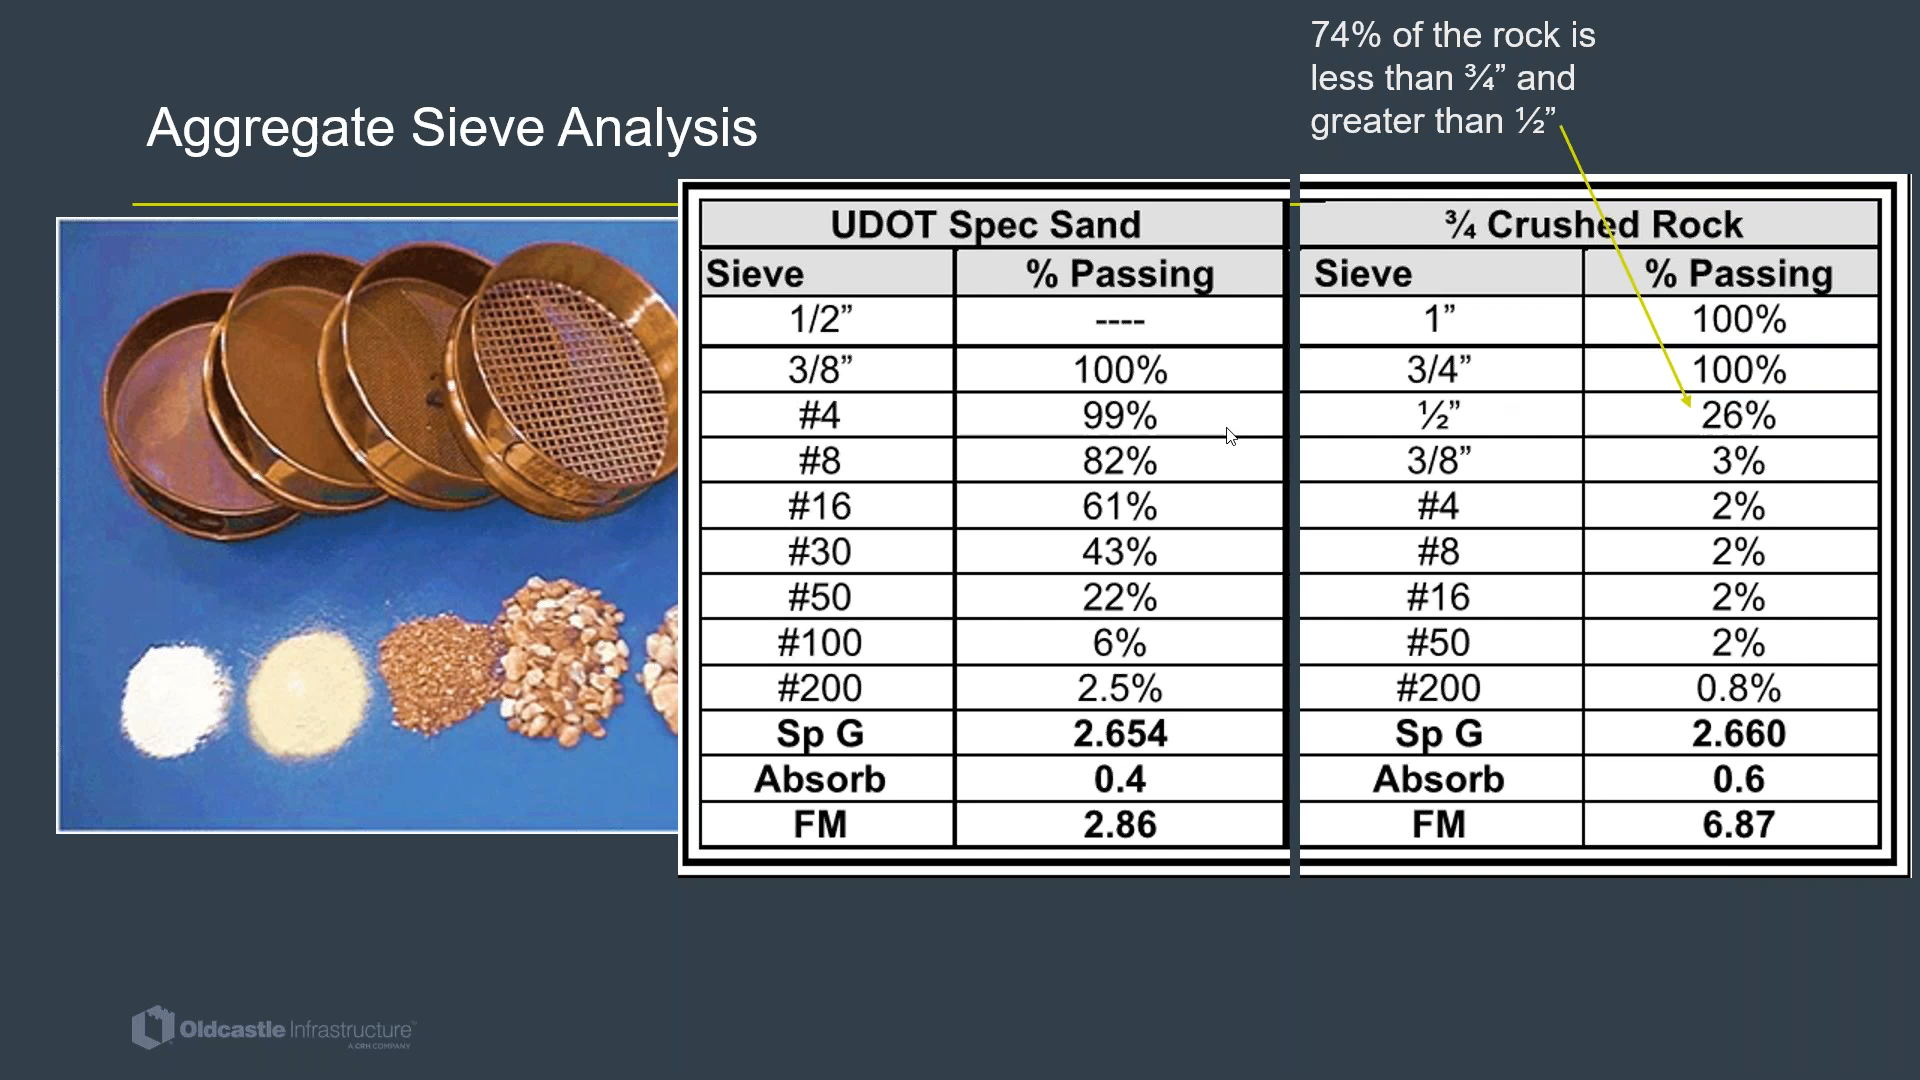 74% of the rock is
less than ¾” and
greater than ½”
Aggregate Sieve Analysis
UDOT Spec Sand
Sieve % Passing
1/2” ----
3/8” 100%
#4 99%
#8 82%
#16 61%
#30 43%
#50 22%
#100 6%
#200 2.5%
Sp G 2.654
Absorb 0.4
FM 2.86
¾ Crushed Rock
Sieve % Passing
1” 100%
3/4” 100%
½” 26%
3/8” 3%
#4 2%
#8 2%
#16 2%
#50 2%
#200 0.8%
Sp G 2.660
Absorb 0.6
FM 6.87
Oldcastle Infrastructure™
A CRH COMPANY